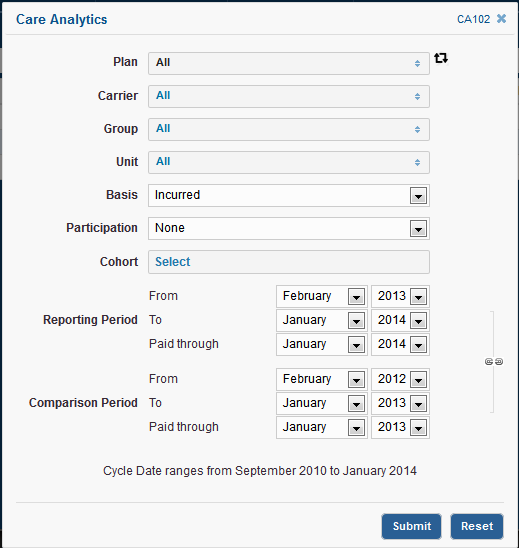 Care Analytics CA102
Plan All
Carrier All
Group All
Unit All
Basis Incurred
Participation None
Cohort Select
From February 2013
Reporting Period To January 2014
Paid through January 2014
From February 2012
Comparison Period To January 2013
Paid through January 2013
Cycle Date ranges from September 2010 to January 2014
Submit Reset